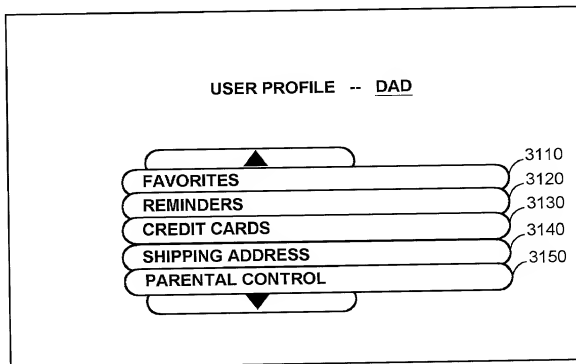 USER PROFILE -- DAD
3110
FAVORITES
3120
REMINDERS
3130
CREDIT CARDS
3140
SHIPPING ADDRESS
3150
PARENTAL CONTROL